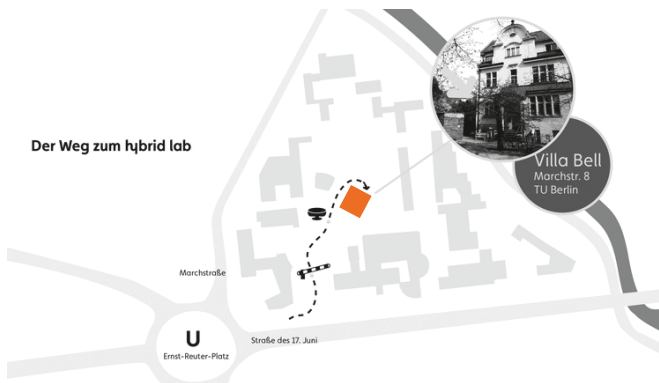 Der Weg zum hybrid lab
Villa Bell
Marchstr. 8
TU Berlin
Marchstraße
U
Ernst-Reuter-Platz
Straße des 17. Juni